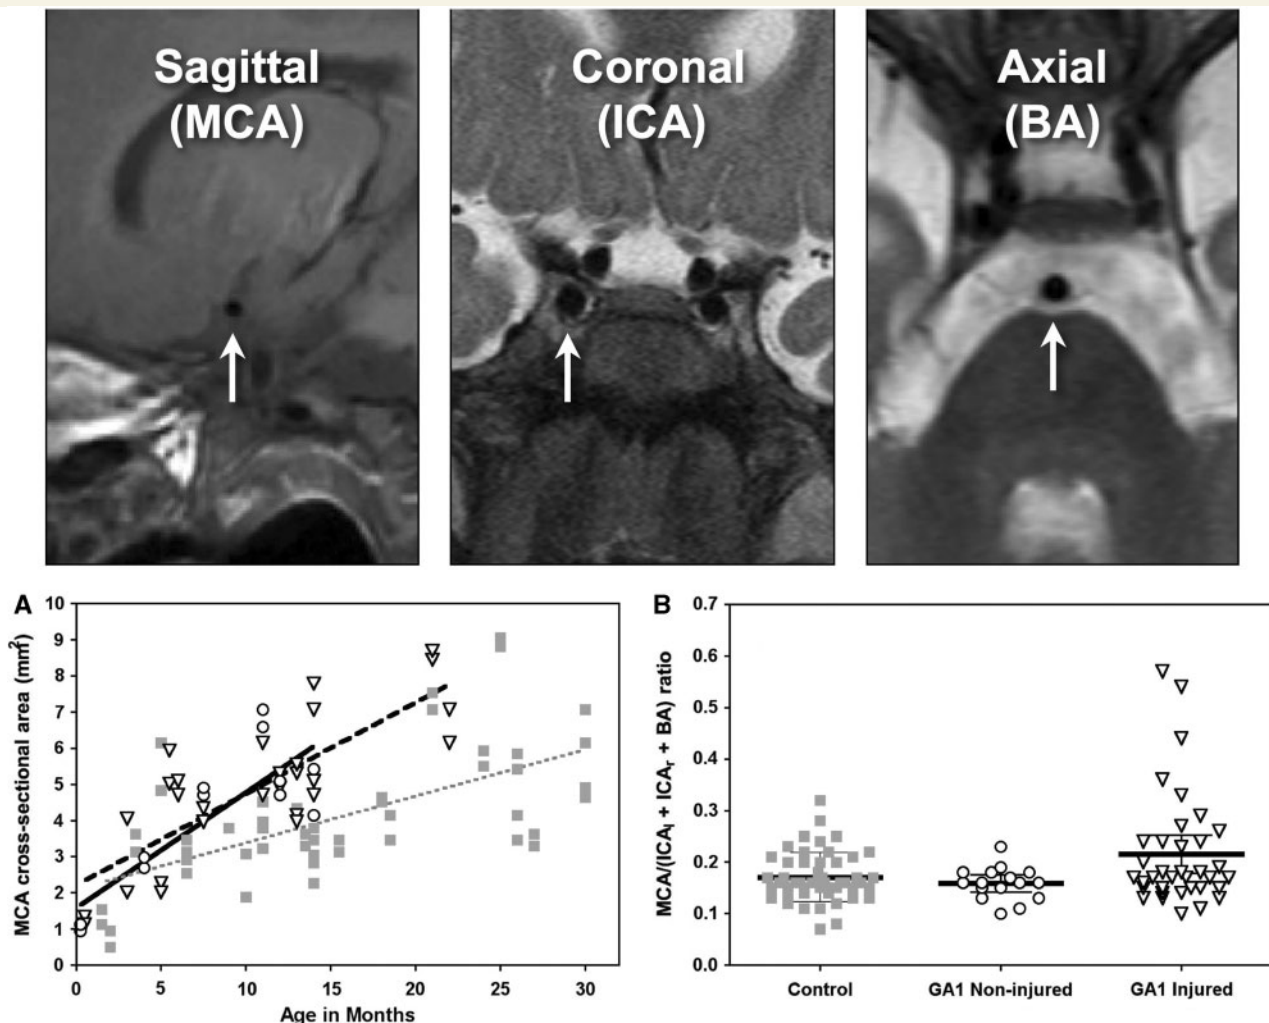 Sagittal
(MCA)
Coronal
(ICA)
Axial
(BA)
A
10
9
8
7
6
5
4
3
2
1
0
MCA cross-sectional area (mm²)
0 5 10 15 20 25 30
Age in Months
B
0.7
0.6
0.5
0.4
0.3
0.2
0.1
0.0
MCA/(ICAₗ + ICAᵣ + BA) ratio
Control GA1 Non-injured GA1 Injured